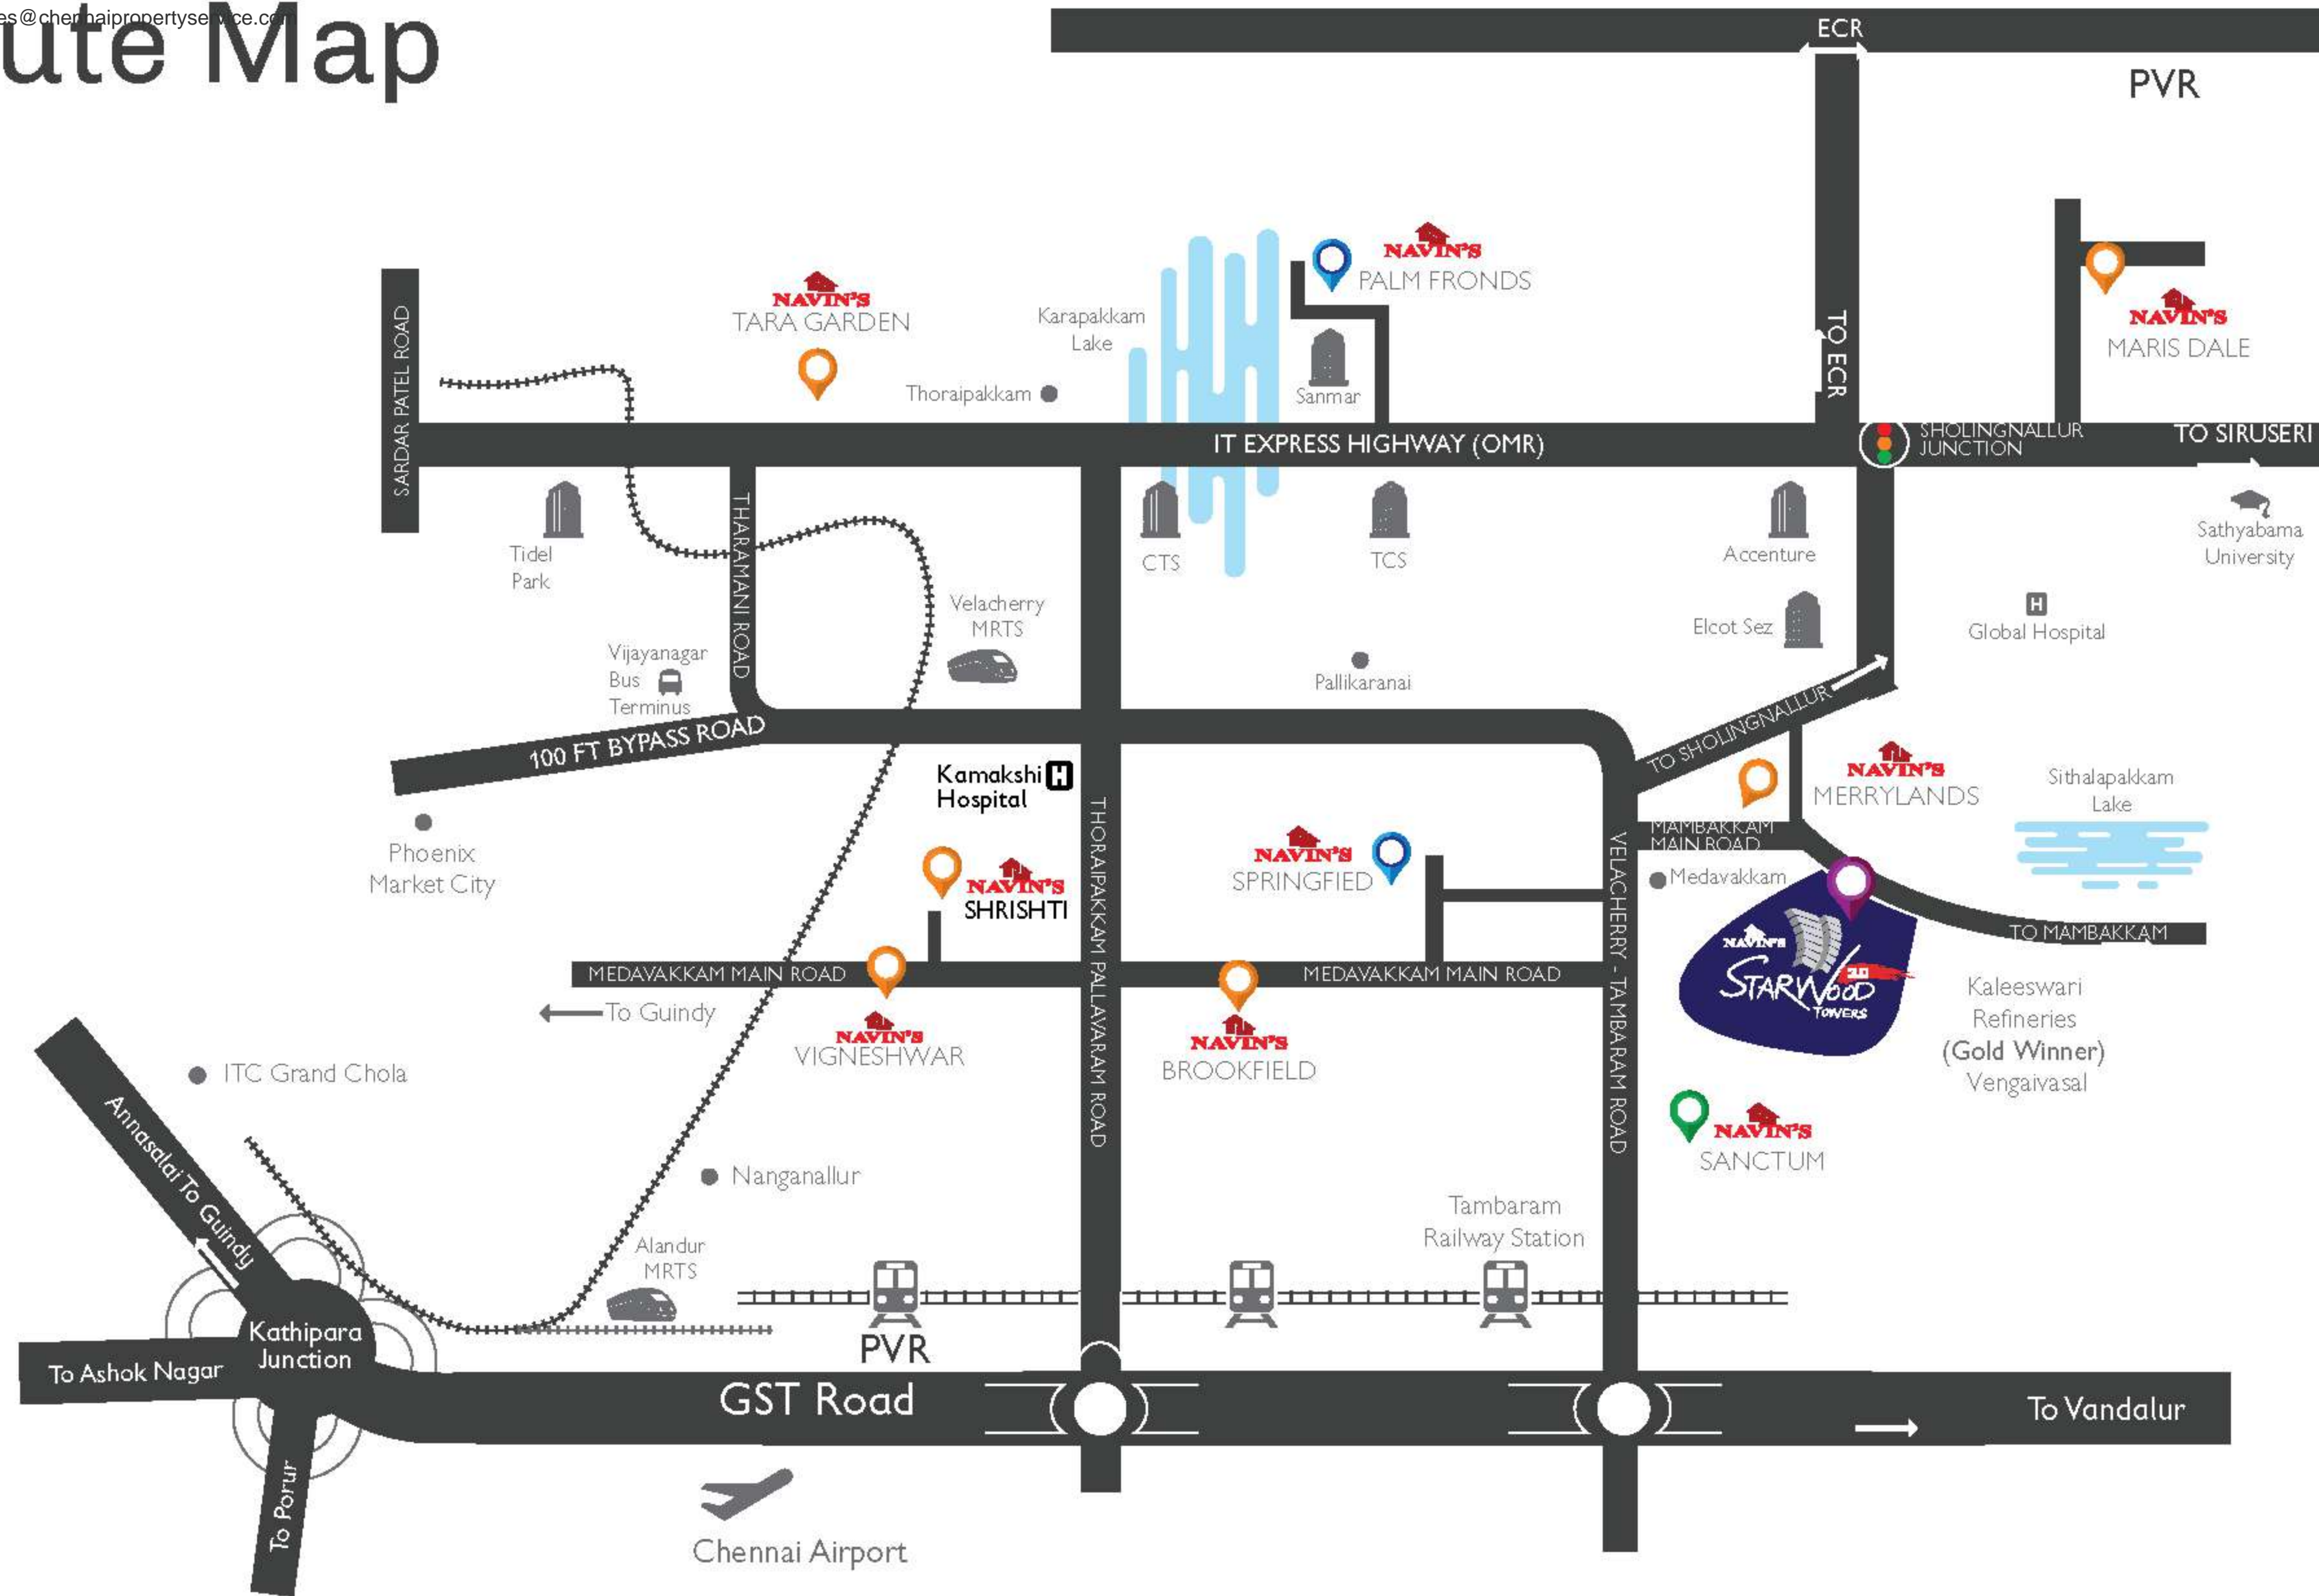 es@chennaipropertyservice.com
ute Map
ECR
PVR
NAVIN'S
PALM FRONDS
NAVIN'S
TARA GARDEN
Karapakkam
Lake
Thoraipakkam
Sanmar
SARDAR PATEL ROAD
TO ECR
NAVIN'S
MARIS DALE
IT EXPRESS HIGHWAY (OMR)
SHOLINGNALLUR
JUNCTION
TO SIRUSERI
Tidel
Park
THARAMANI ROAD
CTS
TCS
Accenture
Sathyabama
University
Velacherry
MRTS
Elcot Sez
Global Hospital
Vijayanagar
Bus
Terminus
Pallikaranai
100 FT BYPASS ROAD
TO SHOLINGNALLUR
Kamakshi H
Hospital
H
NAVIN'S
MERRYLANDS
Sithalapakkam
Lake
Phoenix
Market City
NAVIN'S
SHRISHTI
THORAIPAKKAM PALLAVARAM ROAD
NAVIN'S
SPRINGFIED
VELACHERRY - TAMBARAM ROAD
MAMBAKKAM
MAIN ROAD
Medavakkam
TO MAMBAKKAM
NAVIN'S
STARWOOD
3.0
TOWERS
MEDAVAKKAM MAIN ROAD
MEDAVAKKAM MAIN ROAD
To Guindy
NAVIN'S
VIGNESHWAR
NAVIN'S
BROOKFIELD
Kaleeswari
Refineries
(Gold Winner)
Vengaivasal
ITC Grand Chola
Annasalai To Guindy
NAVIN'S
SANCTUM
Nanganallur
Tambaram
Railway Station
Alandur
MRTS
Kathipara
Junction
PVR
To Ashok Nagar
GST Road
To Vandalur
To Porur
Chennai Airport